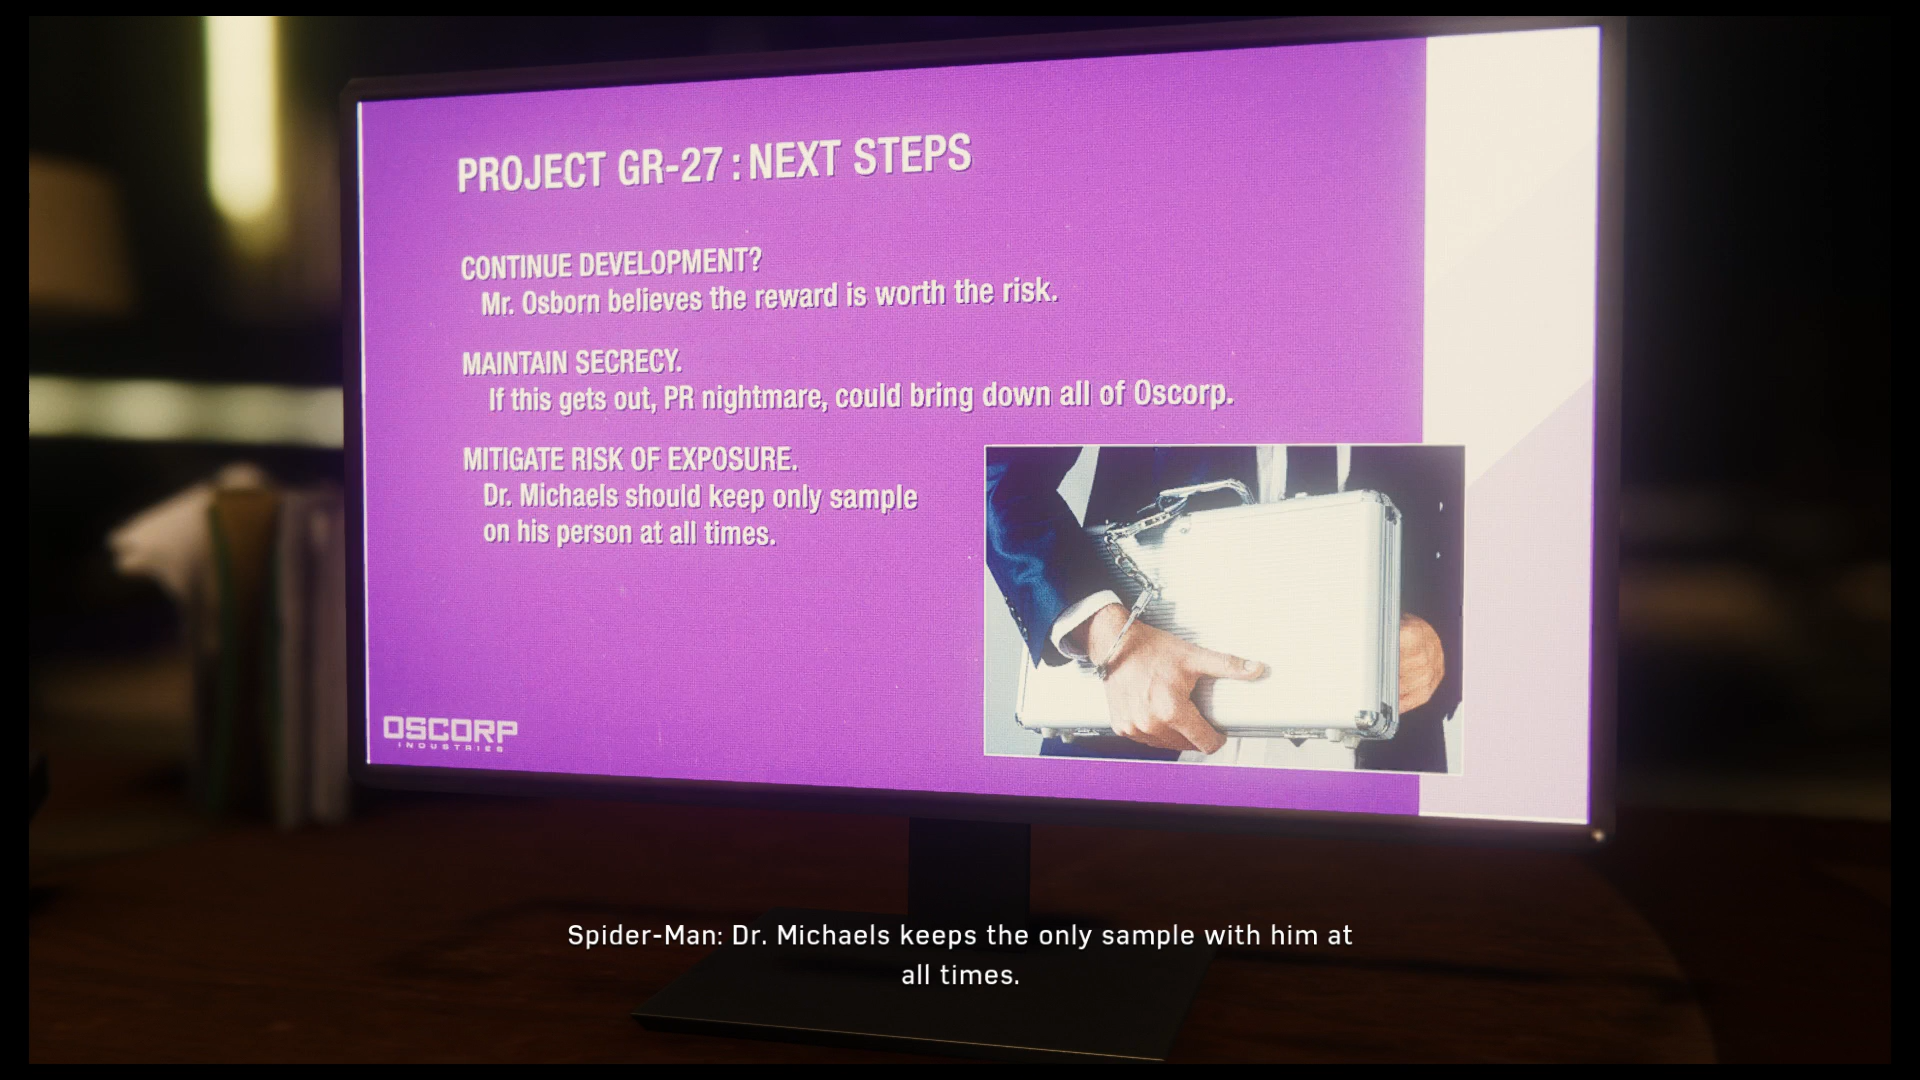 PROJECT GR-27 : NEXT STEPS
CONTINUE DEVELOPMENT?
Mr. Osborn believes the reward is worth the risk.
MAINTAIN SECRECY.
If this gets out, PR nightmare, could bring down all of Oscorp.
MITIGATE RISK OF EXPOSURE.
Dr. Michaels should keep only sample
on his person at all times.
OSCORP
INDUSTRIES
Spider-Man: Dr. Michaels keeps the only sample with him at
all times.